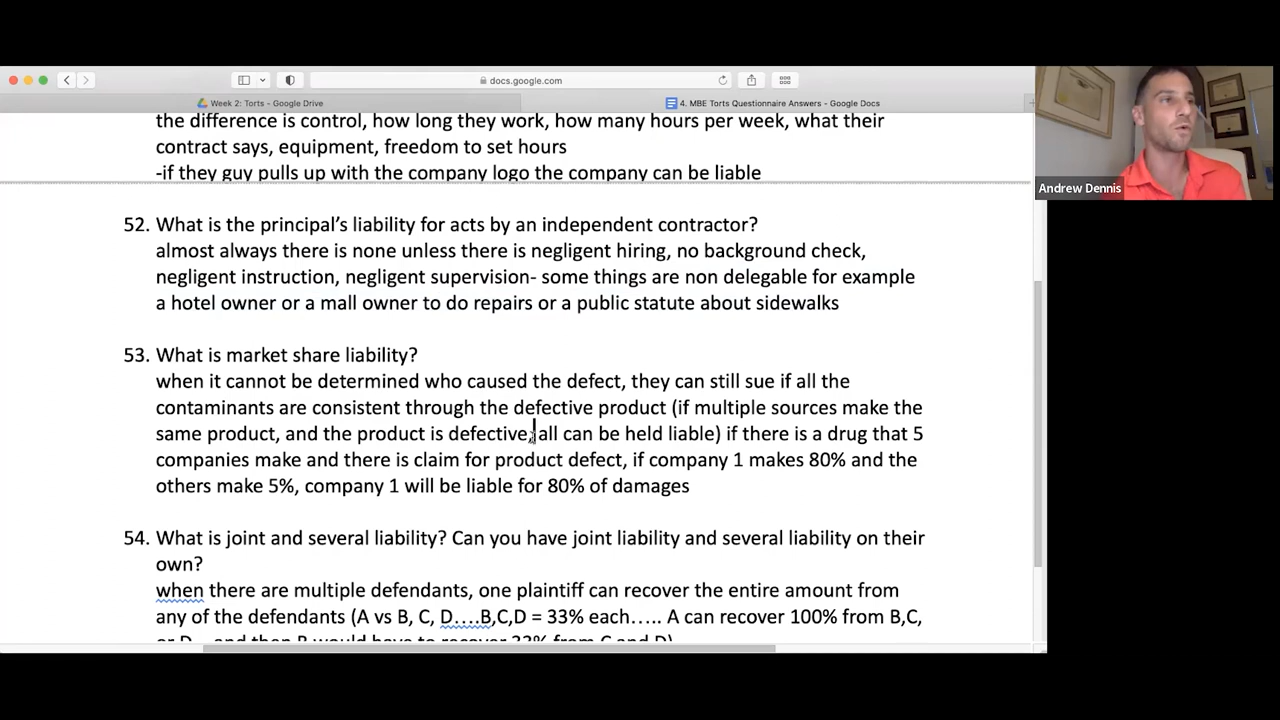 docs.google.com
Week 2: Torts - Google Drive
4. MBE Torts Questionnaire Answers - Google Docs
the difference is control, how long they work, how many hours per week, what their
contract says, equipment, freedom to set hours
-if they guy pulls up with the company logo the company can be liable
Andrew Dennis
52. What is the principal’s liability for acts by an independent contractor?
almost always there is none unless there is negligent hiring, no background check,
negligent instruction, negligent supervision- some things are non delegable for example
a hotel owner or a mall owner to do repairs or a public statute about sidewalks
53. What is market share liability?
when it cannot be determined who caused the defect, they can still sue if all the
contaminants are consistent through the defective product (if multiple sources make the
same product, and the product is defective, all can be held liable) if there is a drug that 5
companies make and there is claim for product defect, if company 1 makes 80% and the
others make 5%, company 1 will be liable for 80% of damages
54. What is joint and several liability? Can you have joint liability and several liability on their
own?
when there are multiple defendants, one plaintiff can recover the entire amount from
any of the defendants (A vs B, C, D....B,C,D = 33% each..... A can recover 100% from B,C,
or D... and then B would have to recover 33% from C and D)